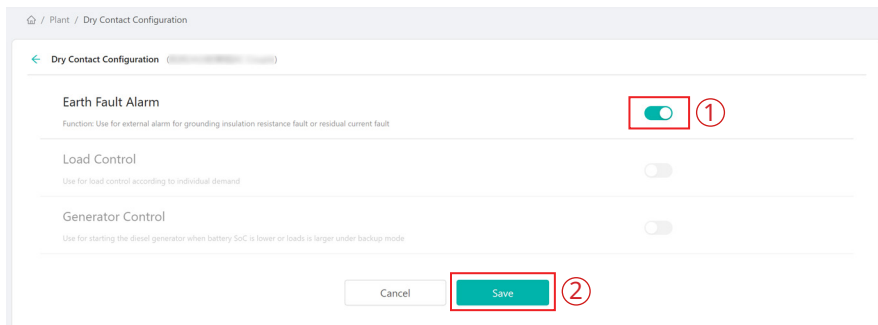 / Plant / Dry Contact Configuration
← Dry Contact Configuration ( )
Earth Fault Alarm
Function: Use for external alarm for grounding insulation resistance fault or residual current fault
①
Load Control
Use for load control according to individual demand
Generator Control
Use for starting the diesel generator when battery SoC is lower or loads is larger under backup mode
Cancel Save ②